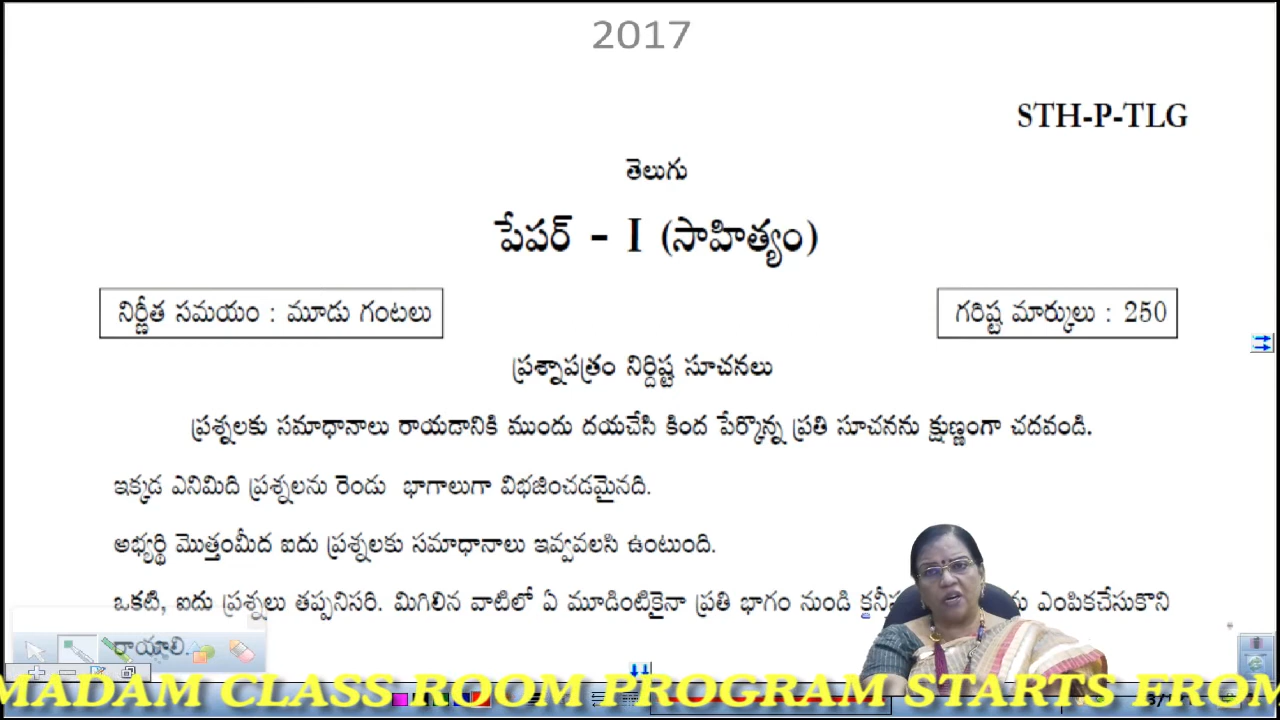 2017
STH-P-TLG
తెలుగు
పేపర్ - I (సాహిత్యం)
నిర్ణీత సమయం : మూడు గంటలు
గరిష్ట మార్కులు : 250
ప్రశ్నాపత్రం నిర్దిష్ట సూచనలు
ప్రశ్నలకు సమాధానాలు రాయడానికి ముందు దయచేసి కింద పేర్కొన్న ప్రతి సూచనను క్షుణ్ణంగా చదవండి.
ఇక్కడ ఎనిమిది ప్రశ్నలను రెండు భాగాలుగా విభజించడమైనది.
అభ్యర్థి మొత్తంమీద ఐదు ప్రశ్నలకు సమాధానాలు ఇవ్వవలసి ఉంటుంది.
ఒకటి, ఐదు ప్రశ్నలు తప్పనిసరి. మిగిలిన వాటిలో ఏ మూడింటికైనా ప్రతి భాగం నుండి ఎంపికచేసుకొని
రాయాలి.
MADAM CLASS ROOM PROGRAM STARTS FROM